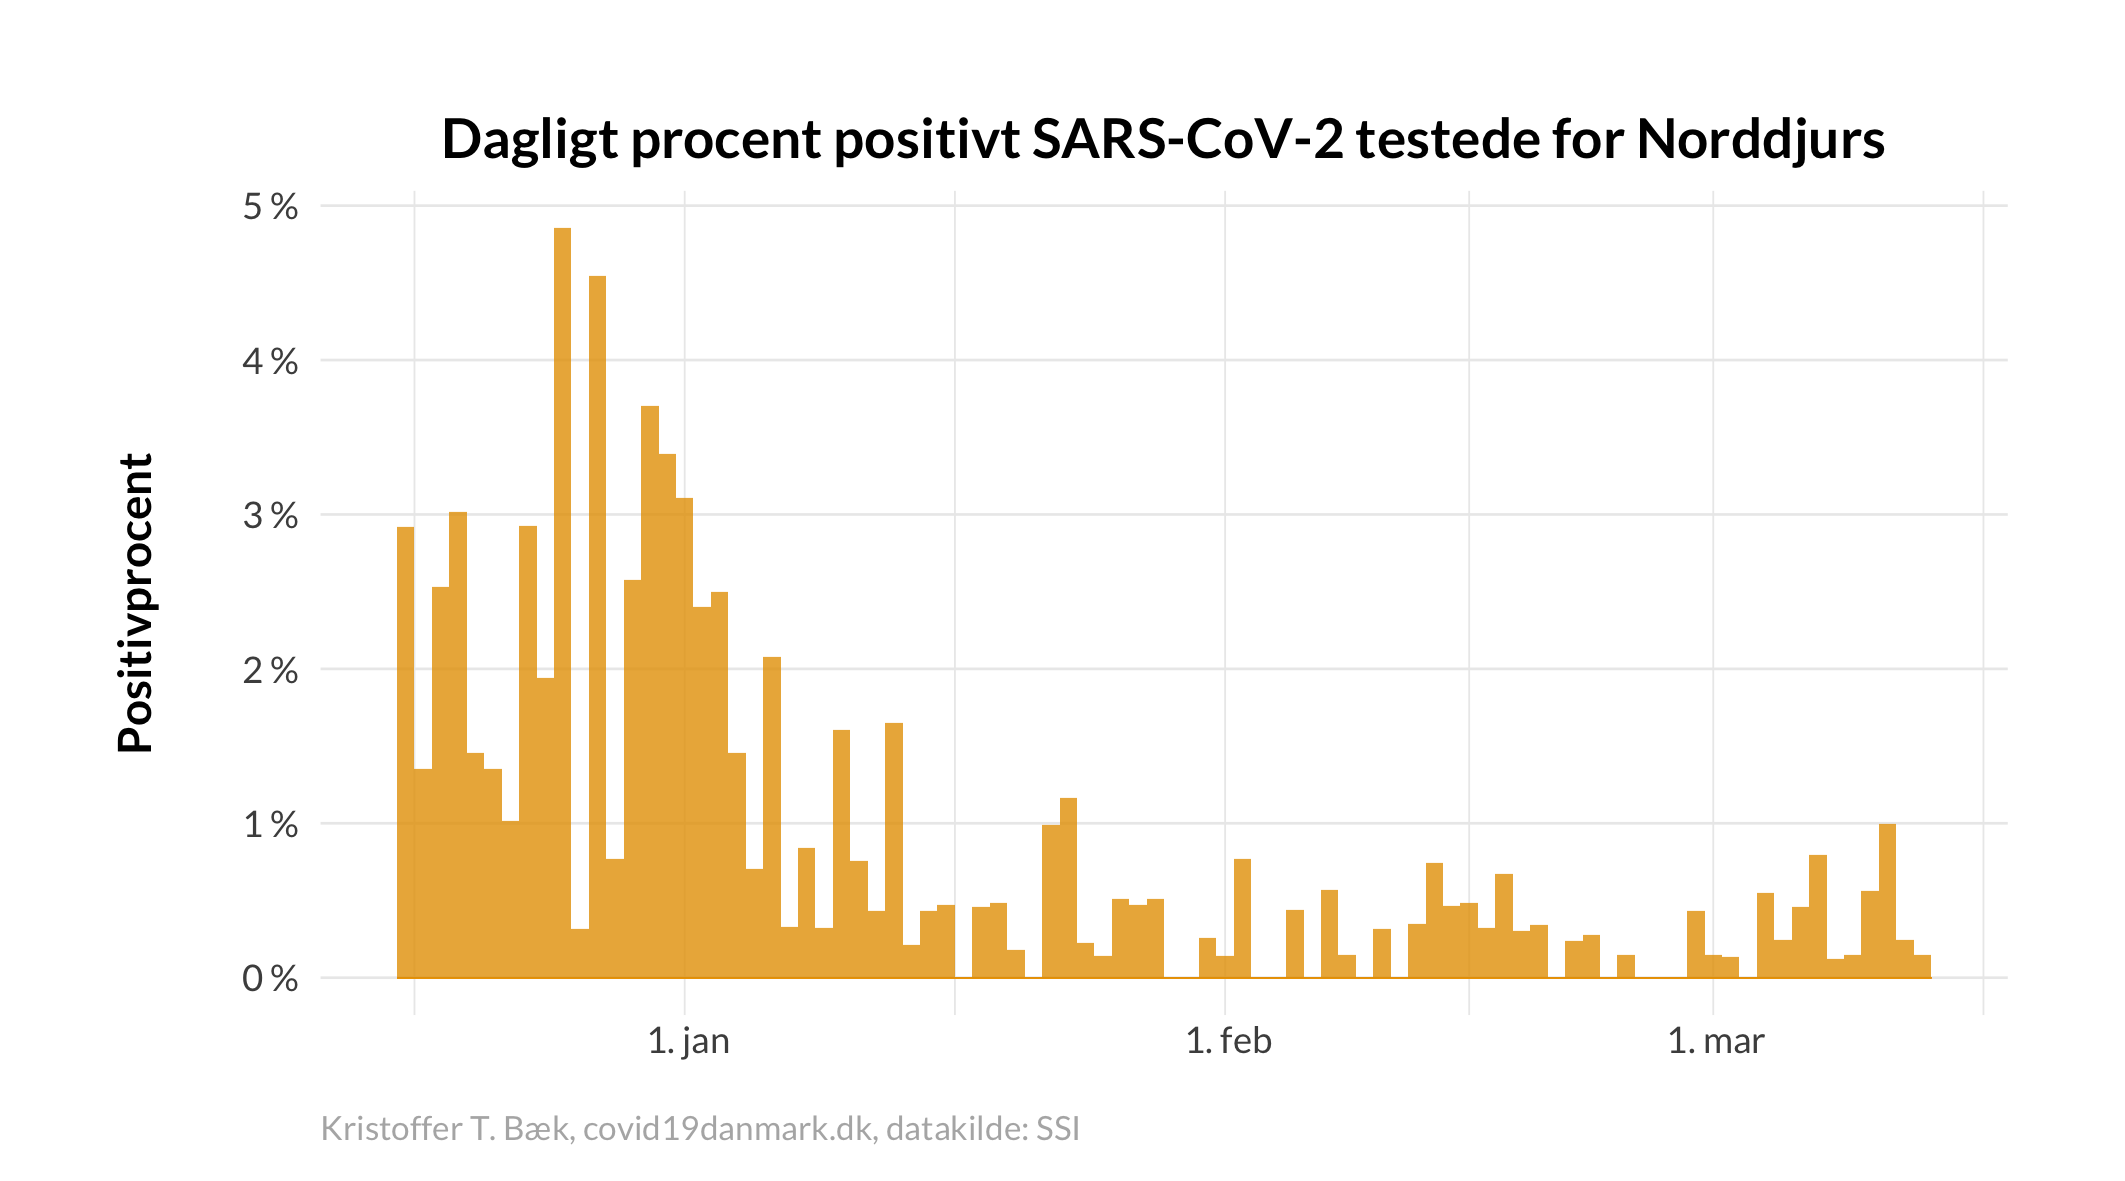 Dagligt procent positivt SARS-CoV-2 testede for Norddjurs
Positivprocent
5 %
4 %
3 %
2 %
1 %
0 %
1. jan
1. feb
1. mar
Kristoffer T. Bæk, covid19danmark.dk, datakilde: SSI